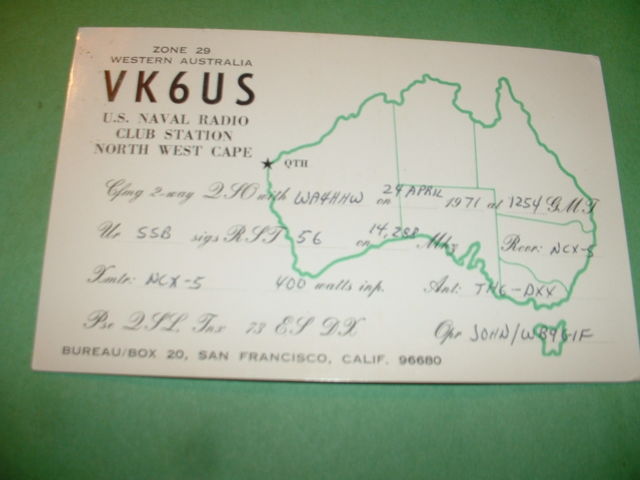 ZONE 29
WESTERN AUSTRALIA
VK6US
U.S. NAVAL RADIO
CLUB STATION
NORTH WEST CAPE
QTH
Cfmg 2-way QSO with WA4HHW on 24 APRIL 1971 at 1254 GMT
Ur SSB sigs RST 56 on 14,288 Mhz Rcvr: NCX-5
Xmtr: NCX-5 400 watts inp. Ant: TH6-DXX
Pse QSL Tnx 73 ES DX Opr JOHN/
BUREAU/BOX 20, SAN FRANCISCO, CALIF. 96680